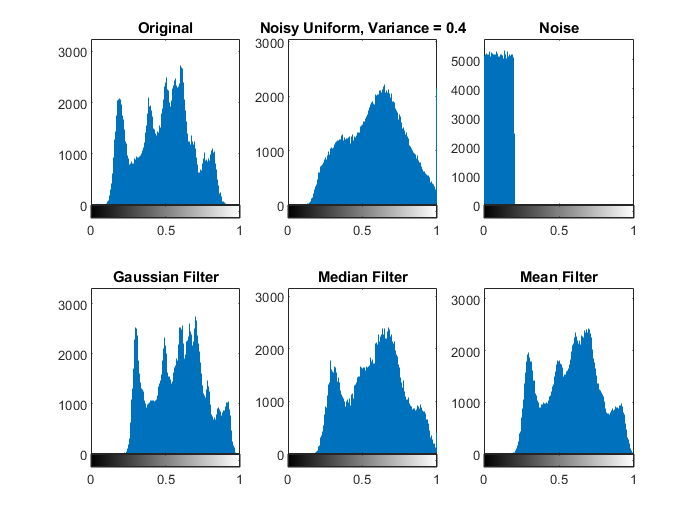 Original Noisy Uniform, Variance = 0.4 Noise
3000 3000 5000
2000 2000 4000
1000 1000 3000
0 0 2000
1000
0
0 0.5 1 0 0.5 1 0 0.5 1
Gaussian Filter Median Filter Mean Filter
3000 3000 3000
2000 2000 2000
1000 1000 1000
0 0 0
0 0.5 1 0 0.5 1 0 0.5 1